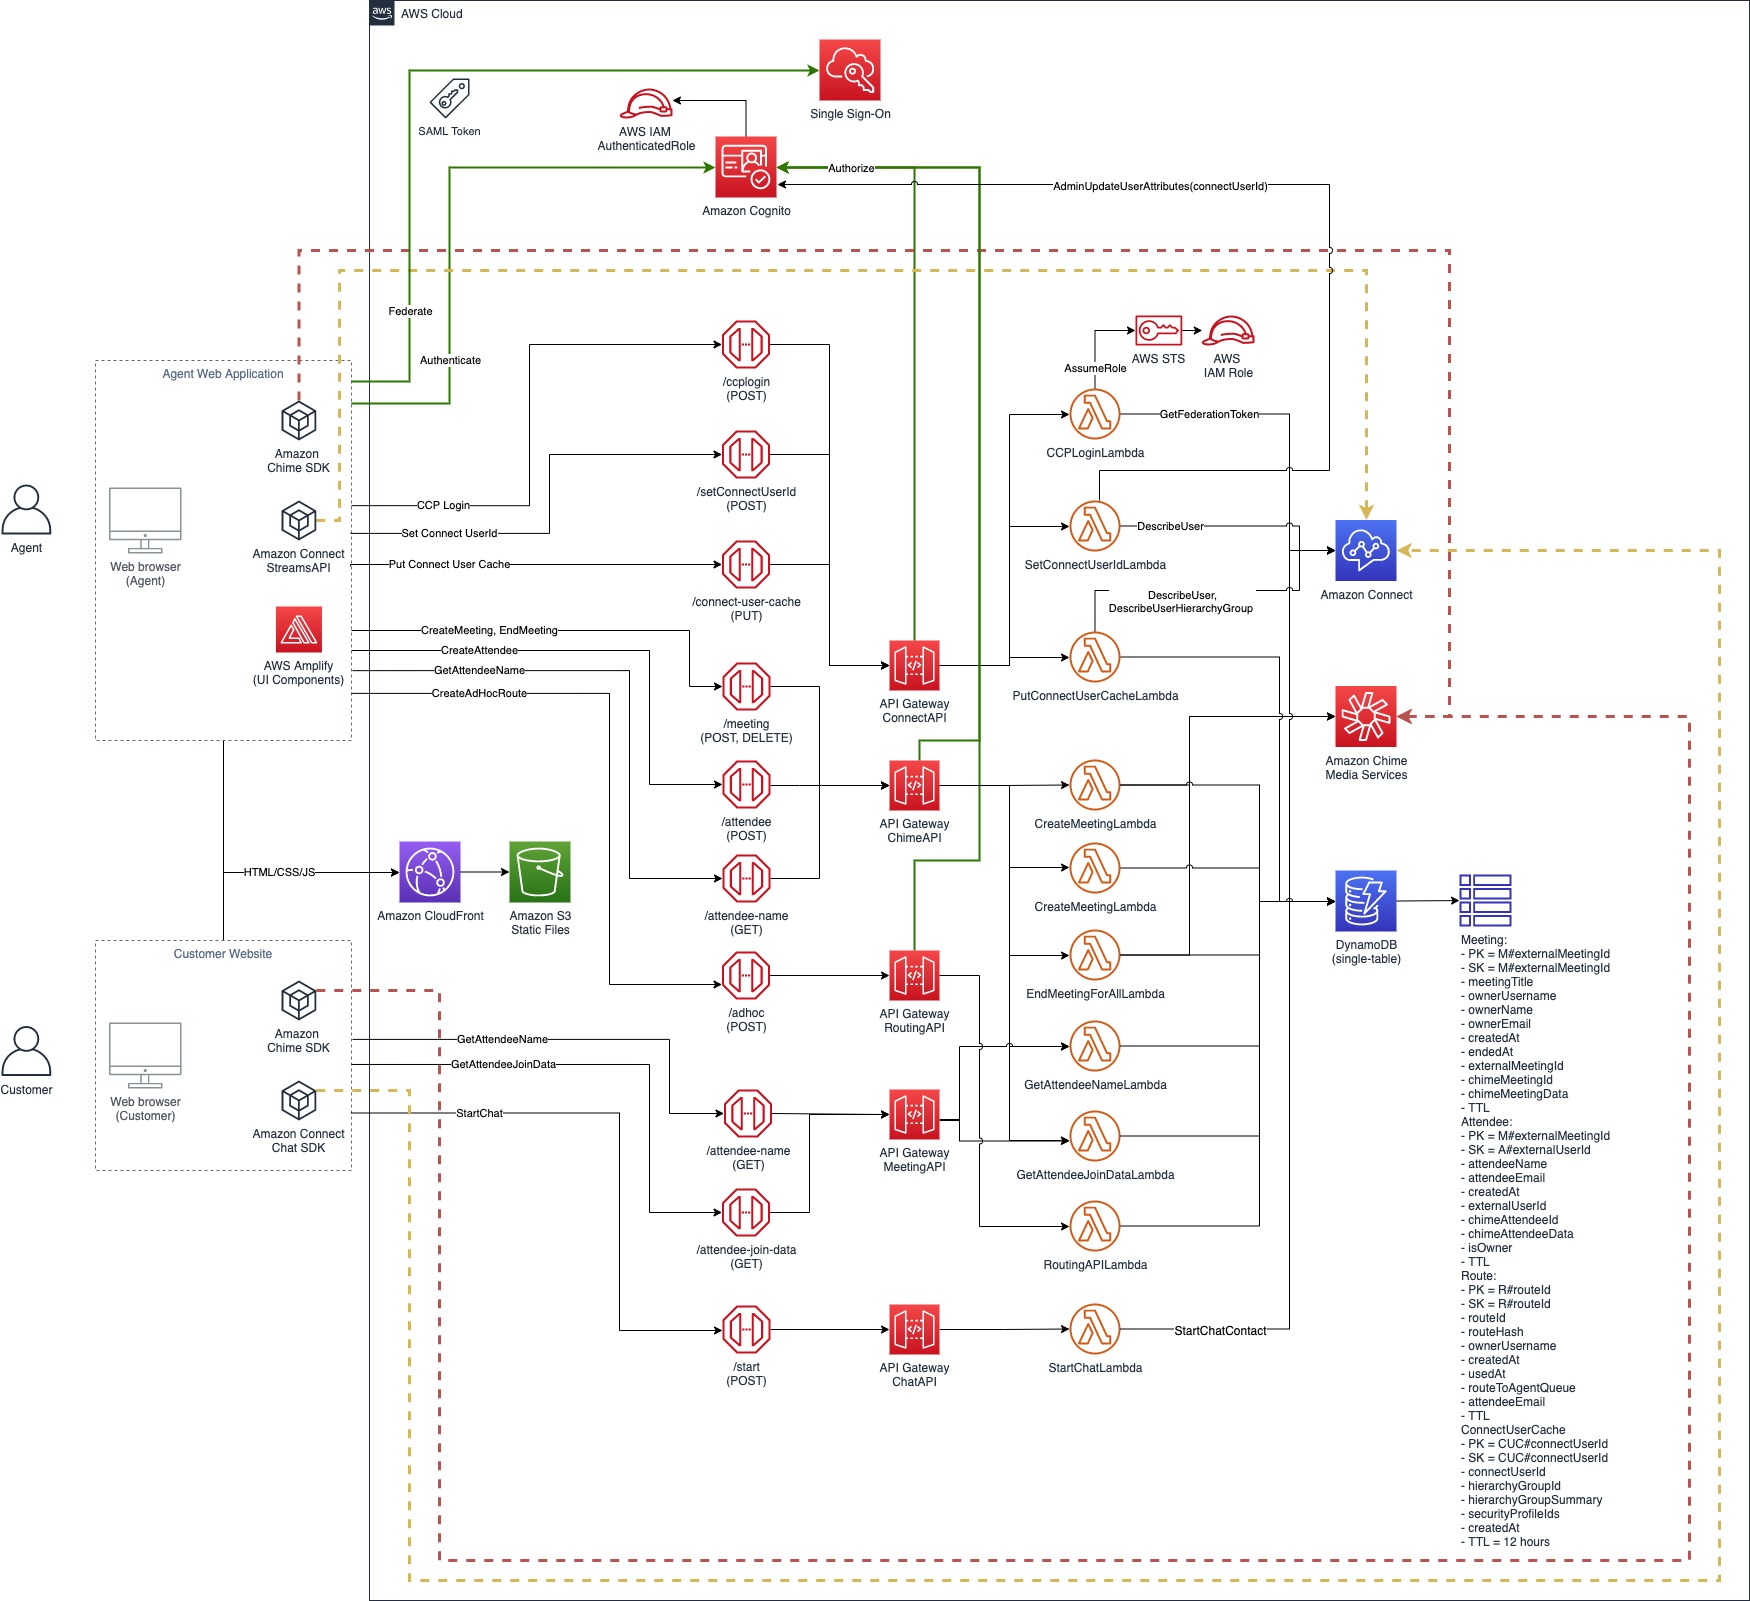 aws
AWS Cloud
Single Sign-On
SAML Token
AWS IAM
AuthenticatedRole
Authorize
AdminUpdateUserAttributes(connectUserId)
Amazon Cognito
Federate
Authenticate
Agent Web Application
Amazon
Chime SDK
Agent
Web browser
(Agent)
Amazon Connect
StreamsAPI
AWS Amplify
(UI Components)
CCP Login
Set Connect UserId
Put Connect User Cache
CreateMeeting, EndMeeting
CreateAttendee
GetAttendeeName
CreateAdHocRoute
/ccplogin
(POST)
/setConnectUserId
(POST)
/connect-user-cache
(PUT)
/meeting
(POST, DELETE)
/attendee
(POST)
/attendee-name
(GET)
/adhoc
(POST)
API Gateway
ConnectAPI
API Gateway
ChimeAPI
API Gateway
RoutingAPI
AWS STS
AWS
IAM Role
AssumeRole
GetFederationToken
CCPLoginLambda
DescribeUser
SetConnectUserIdLambda
DescribeUser,
DescribeUserHierarchyGroup
PutConnectUserCacheLambda
Amazon Connect
Amazon Chime
Media Services
CreateMeetingLambda
CreateMeetingLambda
EndMeetingForAllLambda
GetAttendeeNameLambda
GetAttendeeJoinDataLambda
RoutingAPILambda
StartChatContact
StartChatLambda
HTML/CSS/JS
Amazon CloudFront
Amazon S3
Static Files
Customer Website
Amazon
Chime SDK
Customer
Web browser
(Customer)
Amazon Connect
Chat SDK
GetAttendeeName
GetAttendeeJoinData
StartChat
/attendee-name
(GET)
/attendee-join-data
(GET)
/start
(POST)
API Gateway
MeetingAPI
API Gateway
ChatAPI
DynamoDB
(single-table)
Meeting:
- PK = M#externalMeetingId
- SK = M#externalMeetingId
- meetingTitle
- ownerUsername
- ownerName
- ownerEmail
- createdAt
- endedAt
- externalMeetingId
- chimeMeetingId
- chimeMeetingData
- TTL
Attendee:
- PK = M#externalMeetingId
- SK = A#externalUserId
- attendeeName
- attendeeEmail
- createdAt
- externalUserId
- chimeAttendeeId
- chimeAttendeeData
- isOwner
- TTL
Route:
- PK = R#routeId
- SK = R#routeId
- routeId
- routeHash
- ownerUsername
- createdAt
- usedAt
- routeToAgentQueue
- attendeeEmail
- TTL
ConnectUserCache
- PK = CUC#connectUserId
- SK = CUC#connectUserId
- connectUserId
- hierarchyGroupId
- hierarchyGroupSummary
- securityProfileIds
- createdAt
- TTL = 12 hours